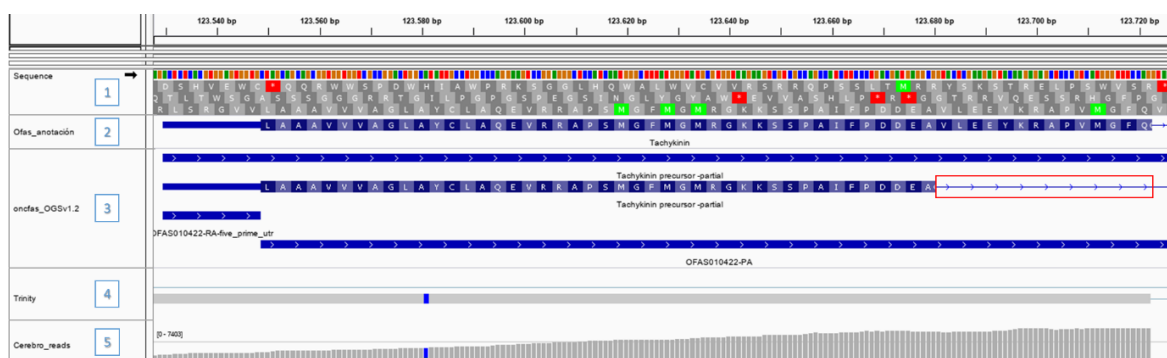 123.540 bp 123.560 bp 123.580 bp 123.600 bp 123.620 bp 123.640 bp 123.660 bp 123.680 bp 123.700 bp 123.720 bp
Sequence
1
Ofas_anotación
2
L A A A V V V A G L A Y C L A Q E V R R A P S M G F M G M R G K K S S P A I F P D D E A V L E E Y K R A P V M G F Q
Tachykinin
oncfas_OGSv1.2
3
Tachykinin precursor -partial
L A A A V V V A G L A Y C L A Q E V R R A P S M G F M G M R G K K S S P A I F P D D E A
Tachykinin precursor -partial
OFAS010422-RA-five_prime_utr
OFAS010422-PA
Trinity
4
Cerebro_reads
5
[0 - 7403]